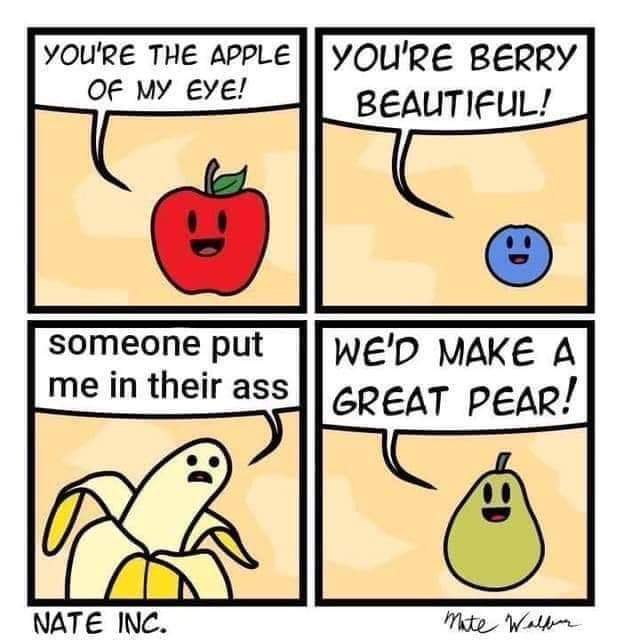 YOU'RE THE APPLE
OF MY EYE!
YOU'RE BERRY
BEAUTIFUL!
someone put
me in their ass
WE'D MAKE A
GREAT PEAR!
NATE INC.